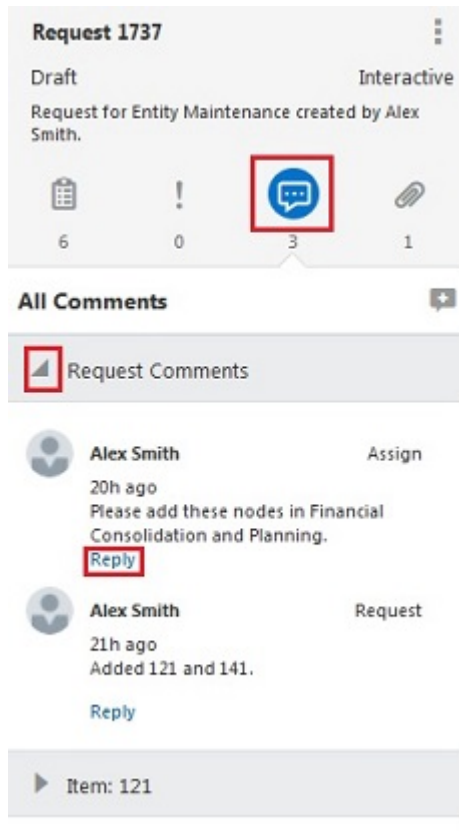 Request 1737
Draft Interactive
Request for Entity Maintenance created by Alex
Smith.
6 0 3 1
All Comments
Request Comments
Alex Smith Assign
20h ago
Please add these nodes in Financial
Consolidation and Planning.
Reply
Alex Smith Request
21h ago
Added 121 and 141.
Reply
Item: 121